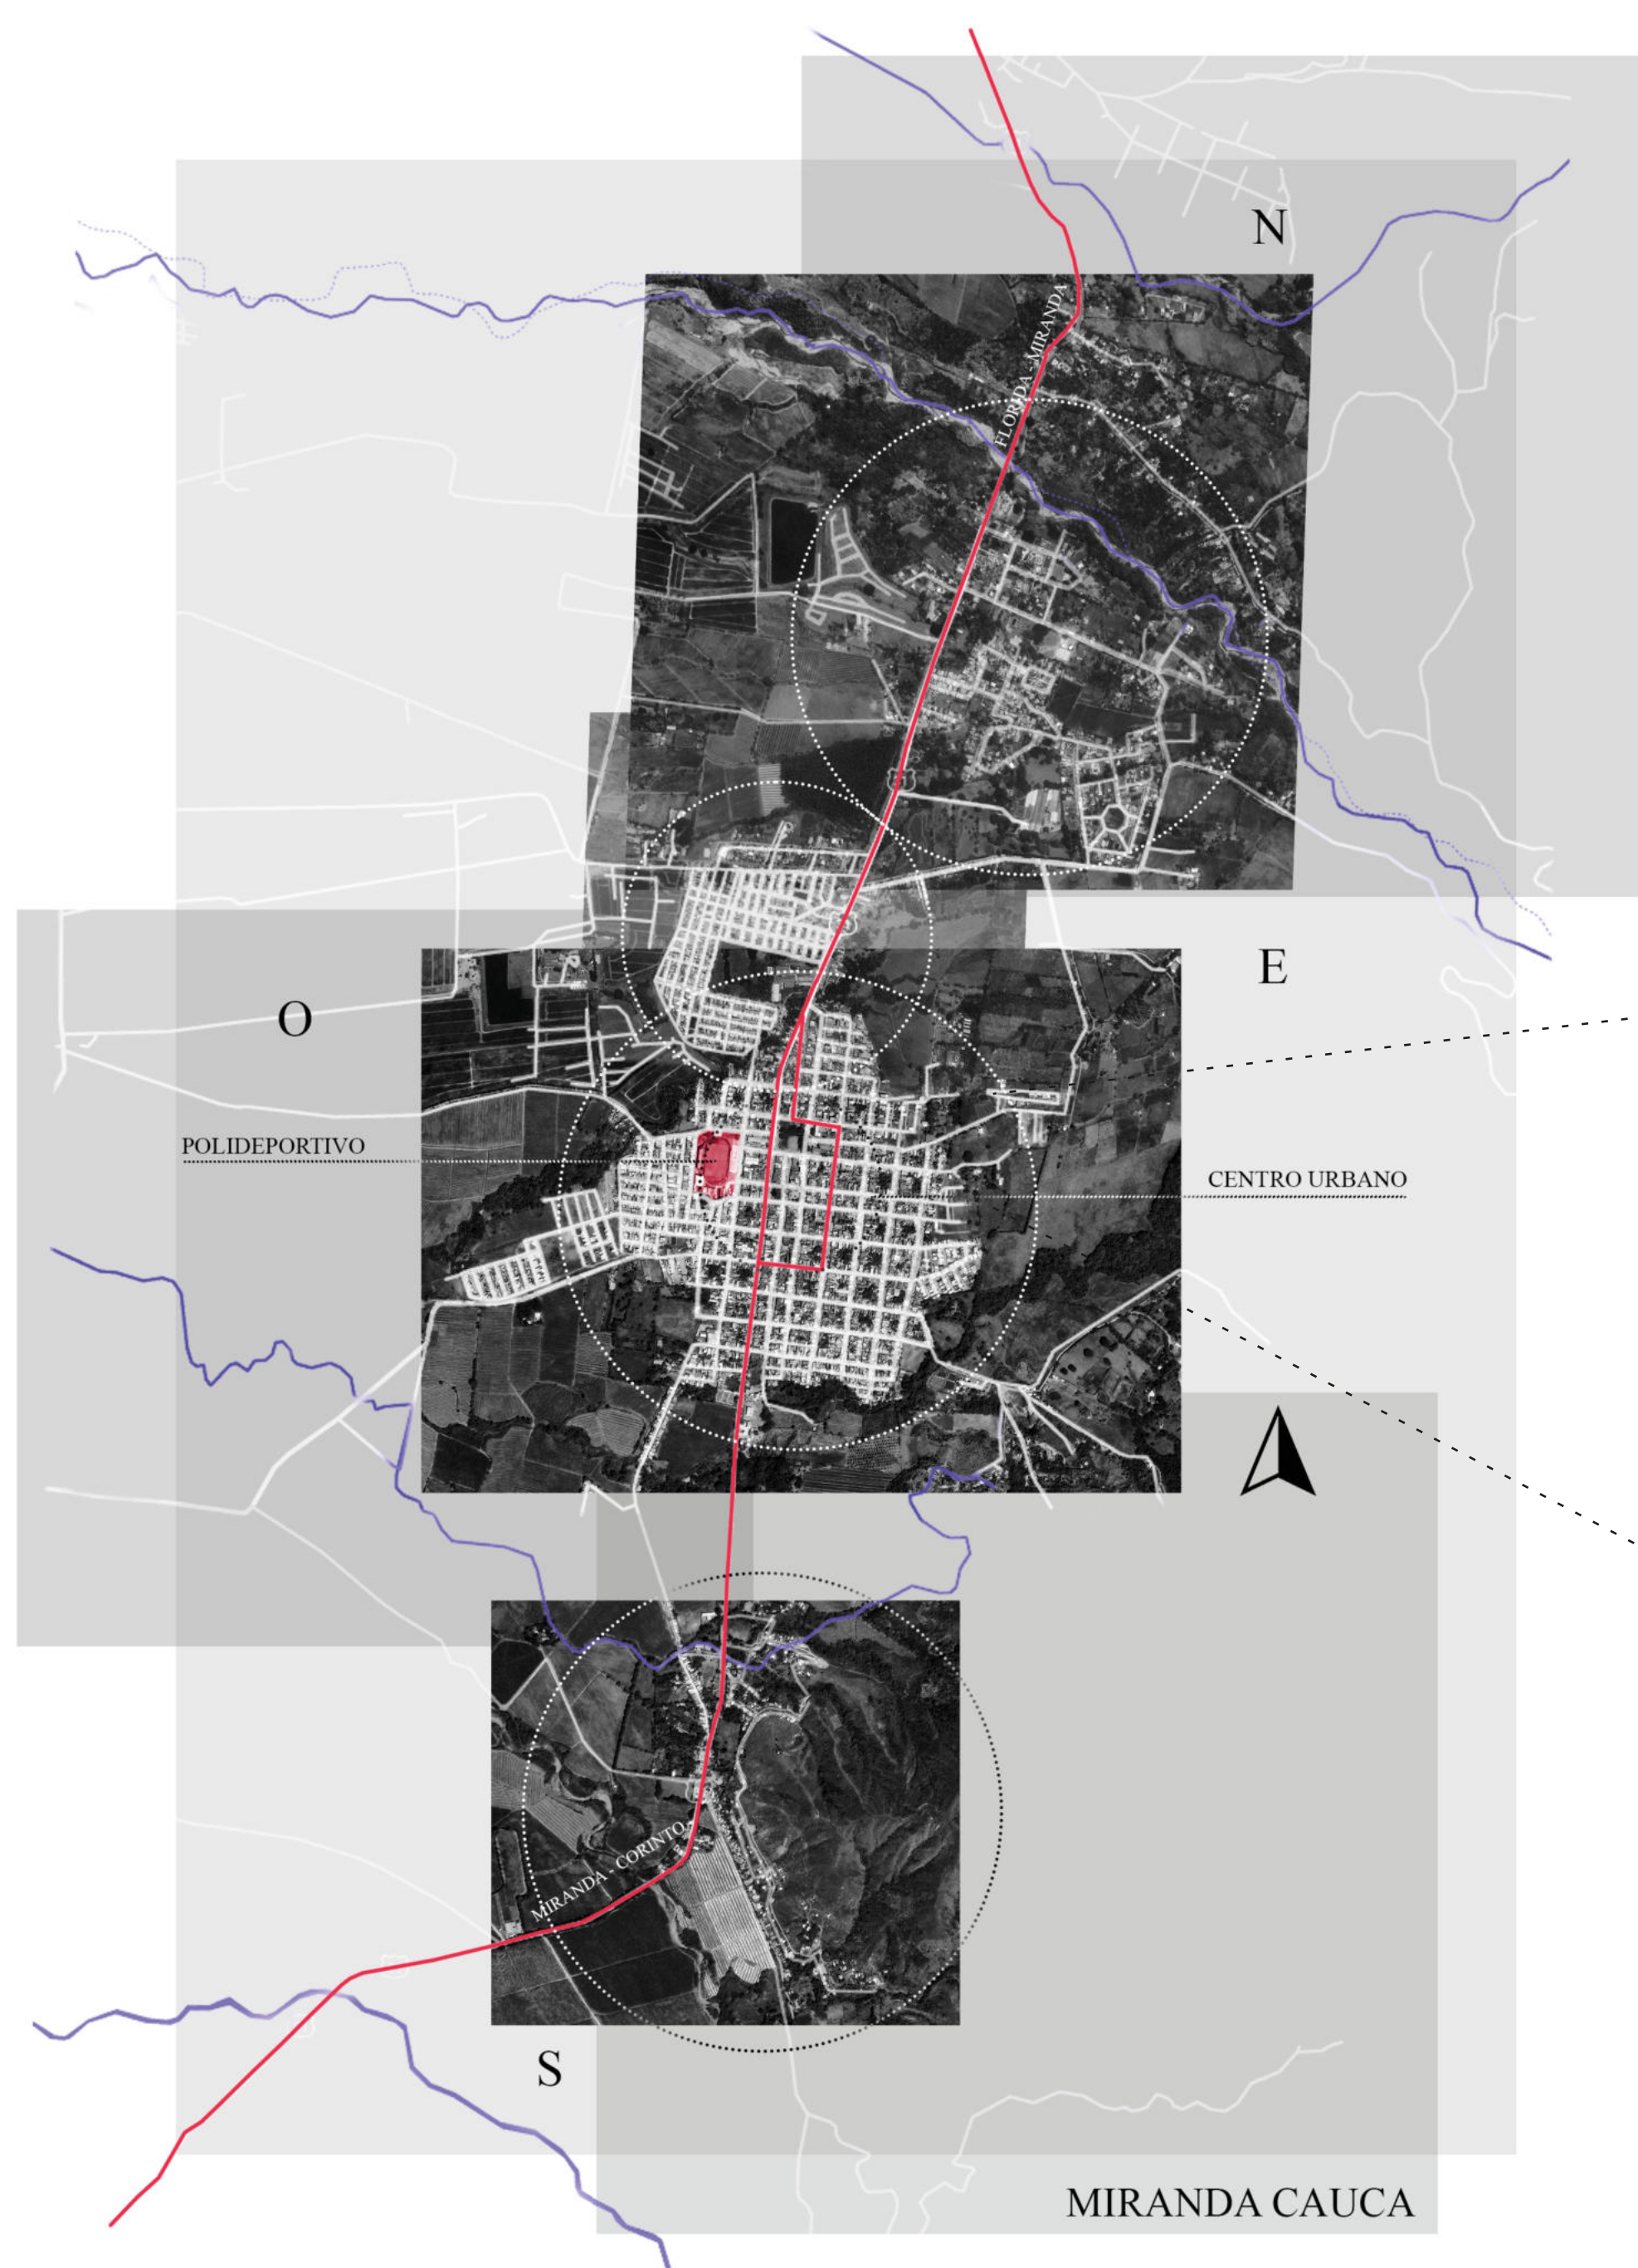 N
FLORIDA - MIRANDA
E
O
POLIDEPORTIVO
CENTRO URBANO
MIRANDA - CORINTO
S
MIRANDA CAUCA